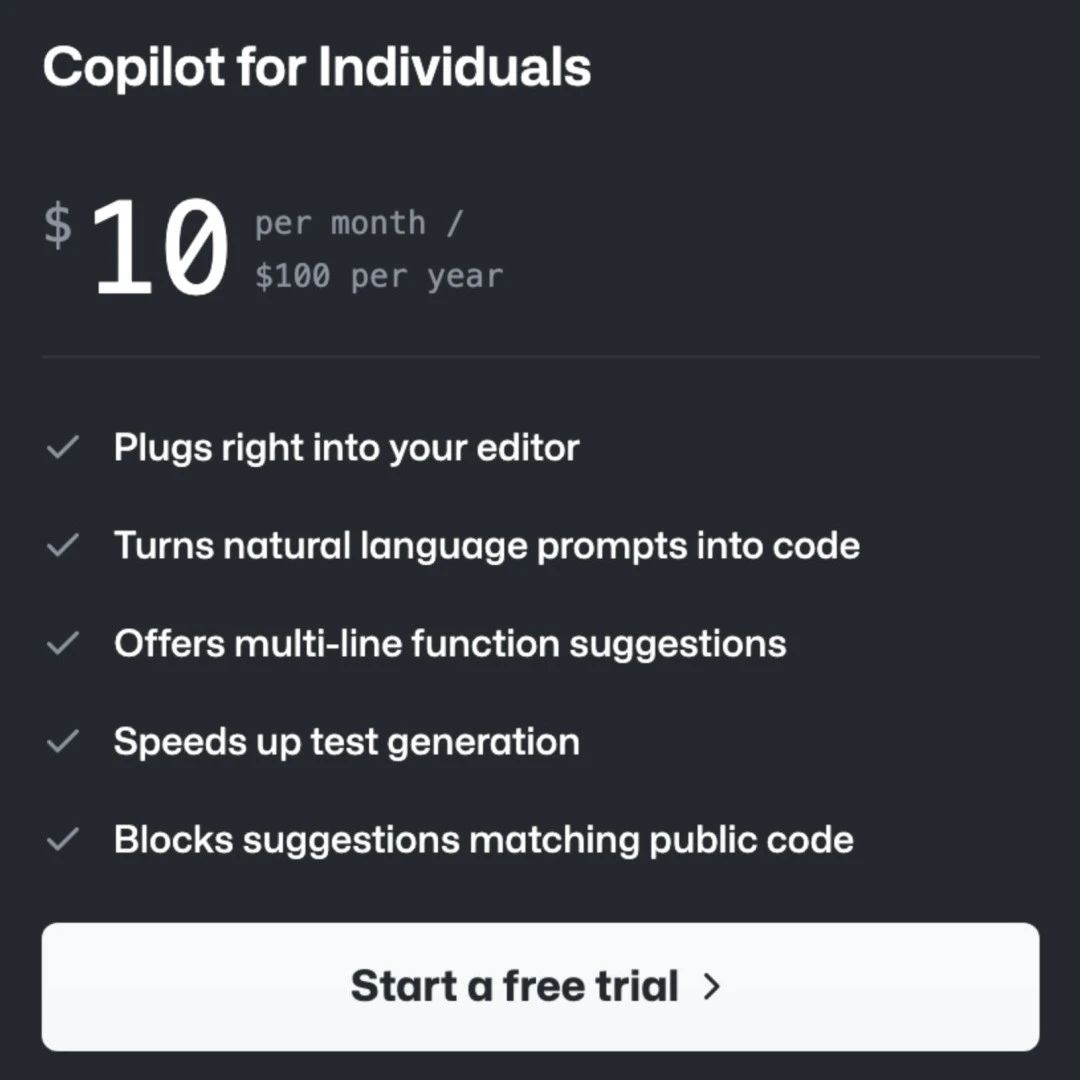 Copilot for Individuals
$10 per month /
$100 per year
Plugs right into your editor
Turns natural language prompts into code
Offers multi-line function suggestions
Speeds up test generation
Blocks suggestions matching public code
Start a free trial >